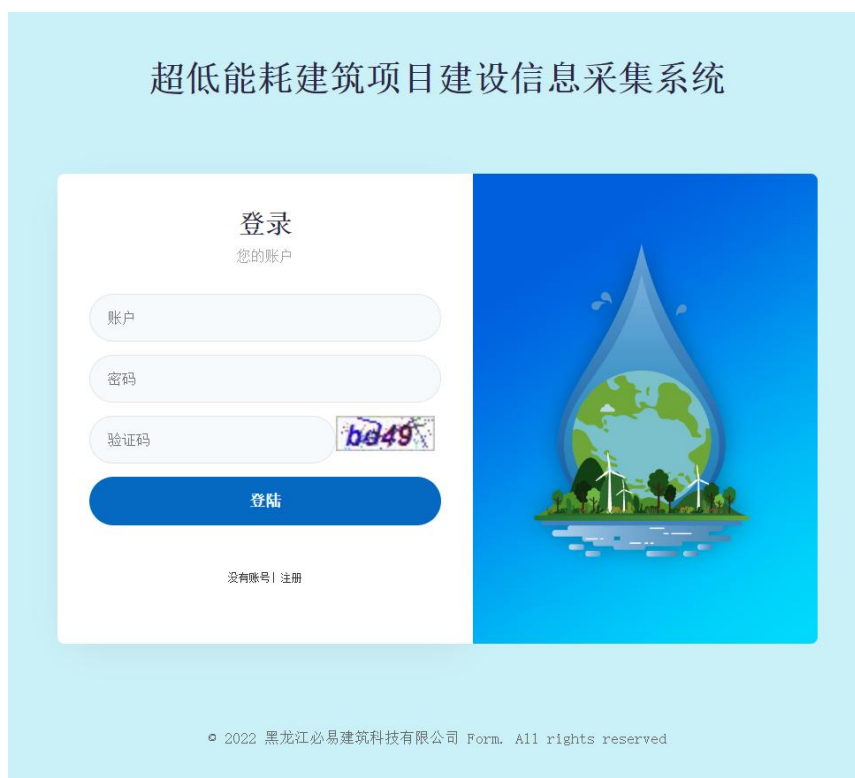 超低能耗建筑项目建设信息采集系统
登录
您的账户
账户
密码
验证码
bd49
登陆
没有账号| 注册
© 2022 黑龙江必易建筑科技有限公司 Form. All rights reserved